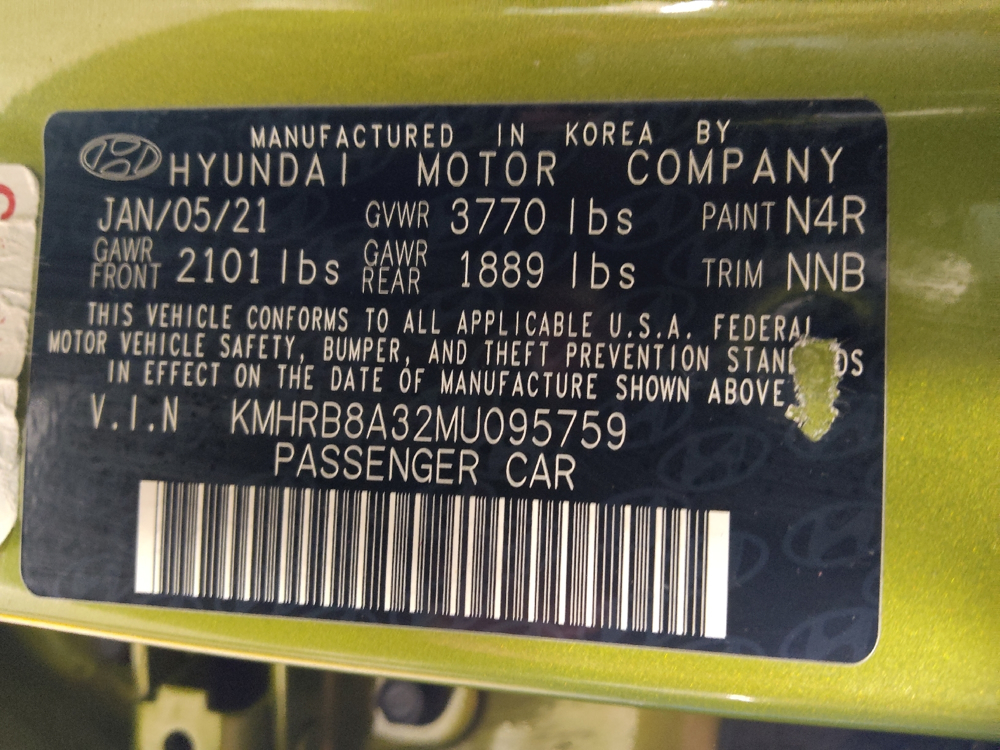 MANUFACTURED IN KOREA BY
HYUNDAI MOTOR COMPANY
JAN/05/21 GVWR 3770 lbs PAINT N4R
GAWR FRONT 2101 lbs GAWR REAR 1889 lbs TRIM NNB
THIS VEHICLE CONFORMS TO ALL APPLICABLE U.S.A. FEDERAL
MOTOR VEHICLE SAFETY, BUMPER, AND THEFT PREVENTION
IN EFFECT ON THE DATE OF MANUFACTURE SHOWN ABOVE
V.I.N KMHRB8A32MU095759
PASSENGER CAR